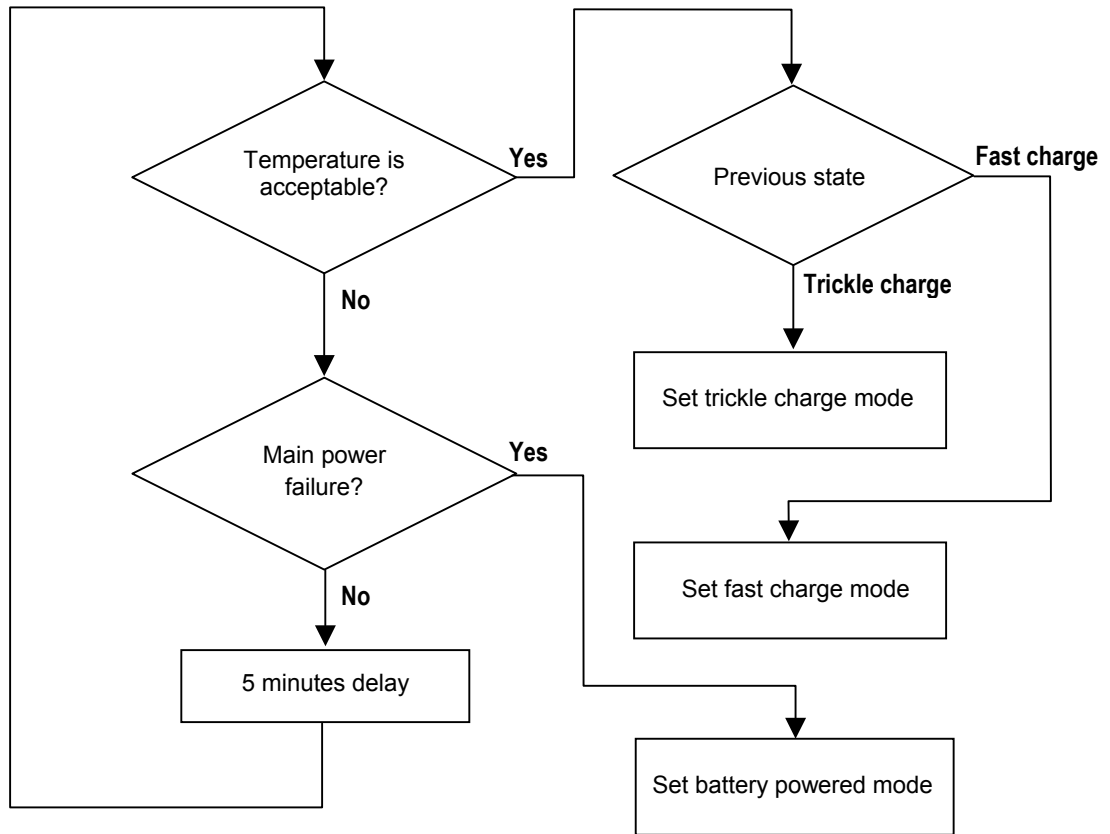 Temperature is
acceptable?
Yes
No
Previous state
Fast charge
Trickle charge
Set trickle charge mode
Set fast charge mode
Main power
failure?
Yes
No
5 minutes delay
Set battery powered mode